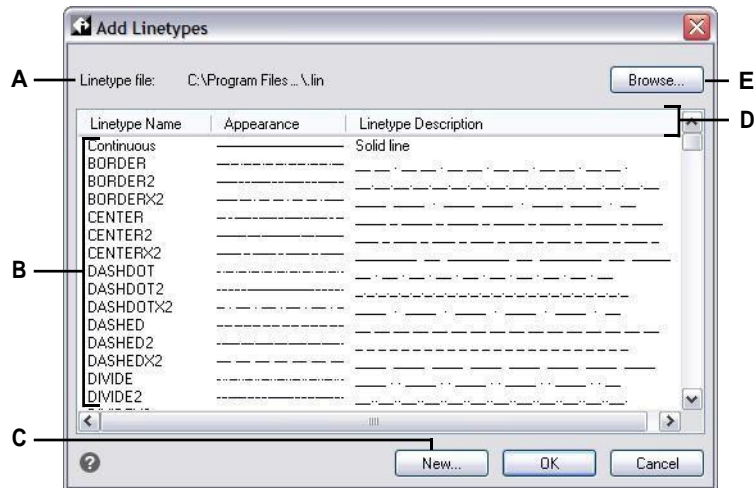 Add Linetypes
A Linetype file: C:\Program Files ... \.lin Browse... E
Linetype Name Appearance Linetype Description D
Continuous Solid line
BORDER
BORDER2
BORDERX2
CENTER
CENTER2
CENTERX2
B
DASHDOT
DASHDOT2
DASHDOTX2
DASHED
DASHED2
DASHEDX2
DIVIDE
DIVIDE2
C
? New... OK Cancel